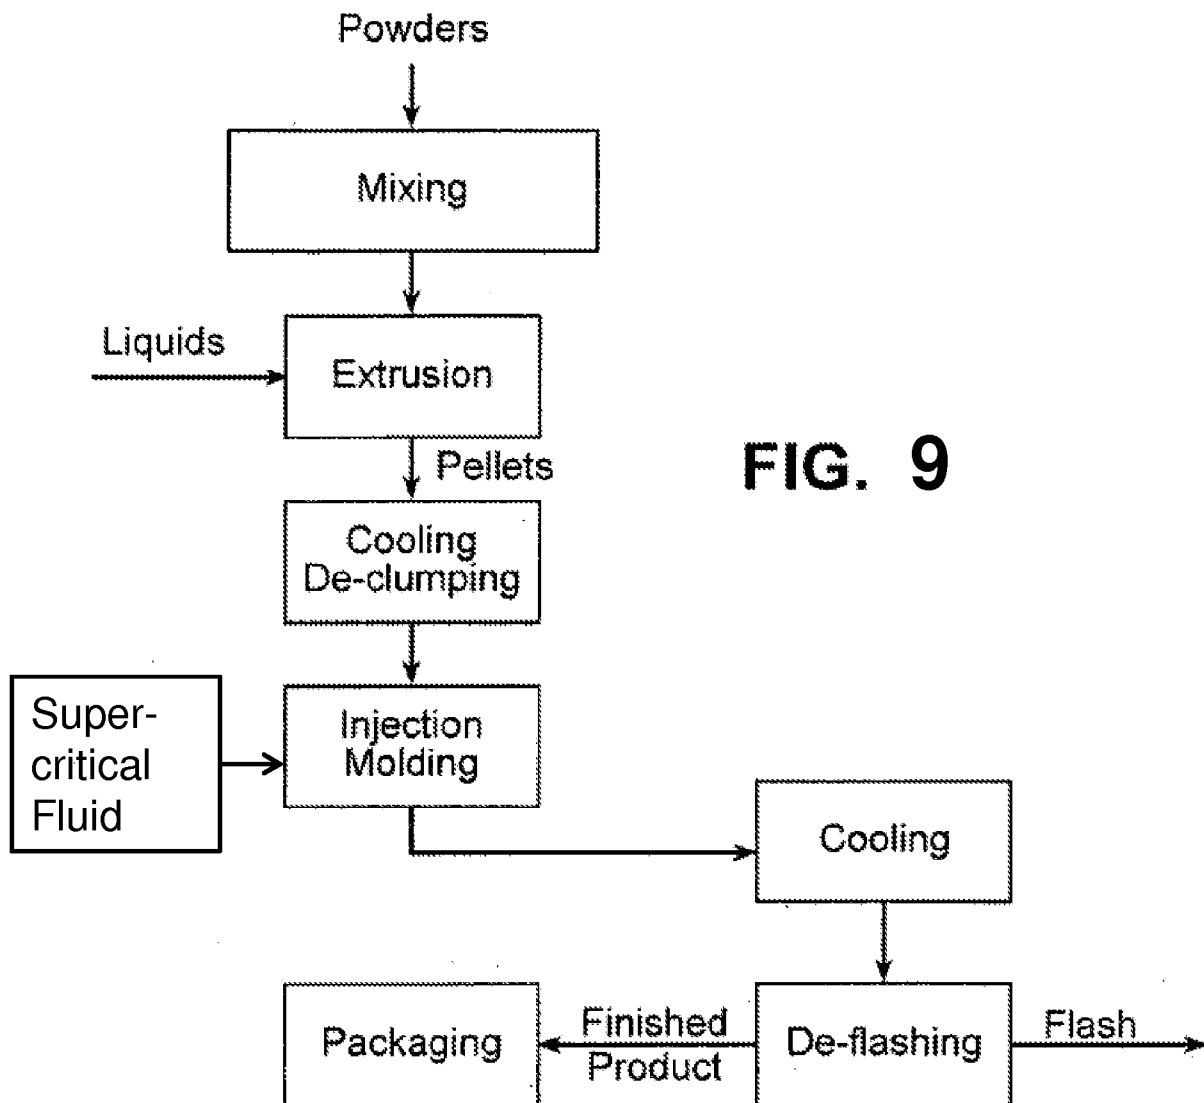 Powders
Mixing
Liquids
Extrusion
Pellets
FIG. 9
Cooling
De-clumping
Super-
critical
Fluid
Injection
Molding
Cooling
Packaging
Finished
Product
De-flashing
Flash